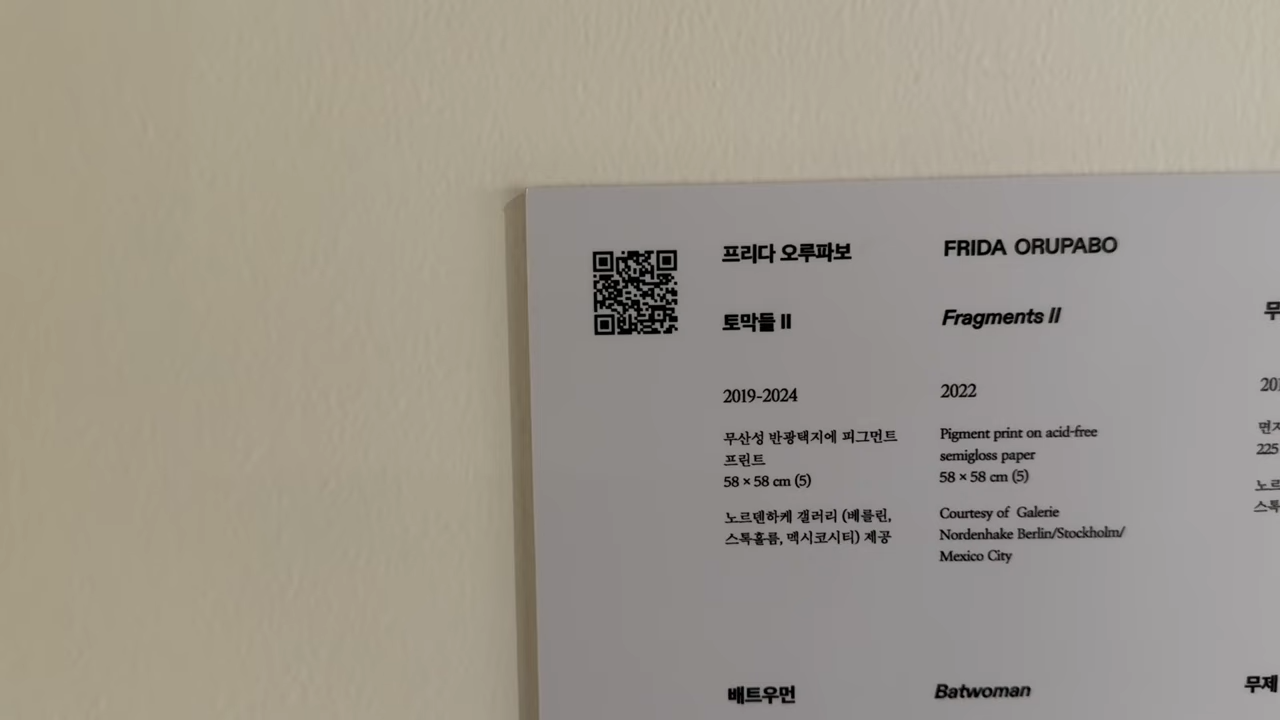 프리다 오루파보
FRIDA ORUPABO
토막들 II
Fragments II
2019-2024
2022
무산성 반광택지에 피그먼트
프린트
58 × 58 cm (5)
Pigment print on acid-free
semigloss paper
58 × 58 cm (5)
노르덴하케 갤러리 (베를린,
스톡홀름, 멕시코시티) 제공
Courtesy of Galerie
Nordenhake Berlin/Stockholm/
Mexico City
배트우먼
Batwoman
무제
225